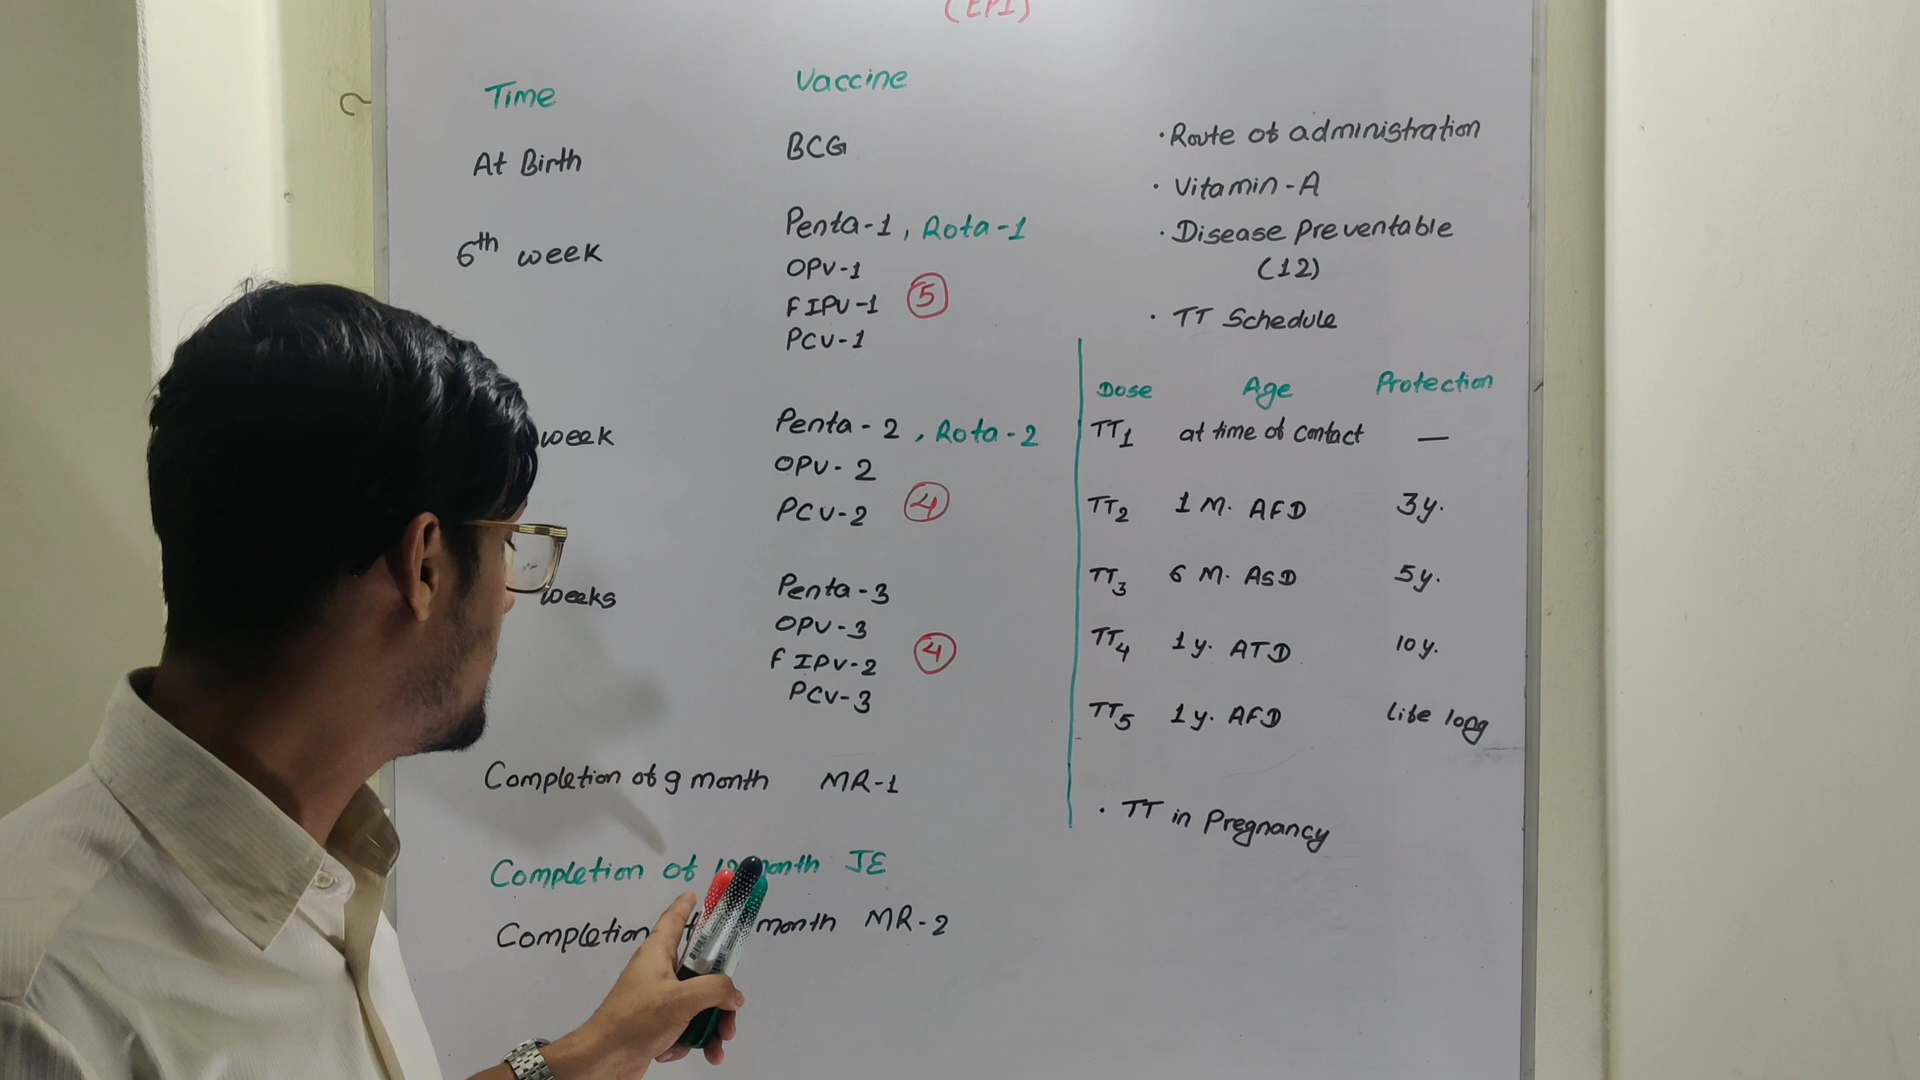 (EPI)
Time
Vaccine
At Birth
BCG
6th week
Penta-1, Rota-1
OPV-1
FIPV-1
5
PCV-1
week
Penta-2, Rota-2
OPV-2
PCV-2
4
weeks
Penta-3
OPV-3
FIPV-2
4
PCV-3
Completion of 9 month MR-1
Completion of month JE
Completion month MR-2
· Route of administration
· Vitamin-A
· Disease Preventable
(12)
· TT Schedule
Dose Age Protection
TT1 at time of contact —
TT2 1 M. AFD 3y.
TT3 6 M. ASD 5y.
TT4 1y. ATD 10y.
TT5 1y. AFD life long
· TT in Pregnancy